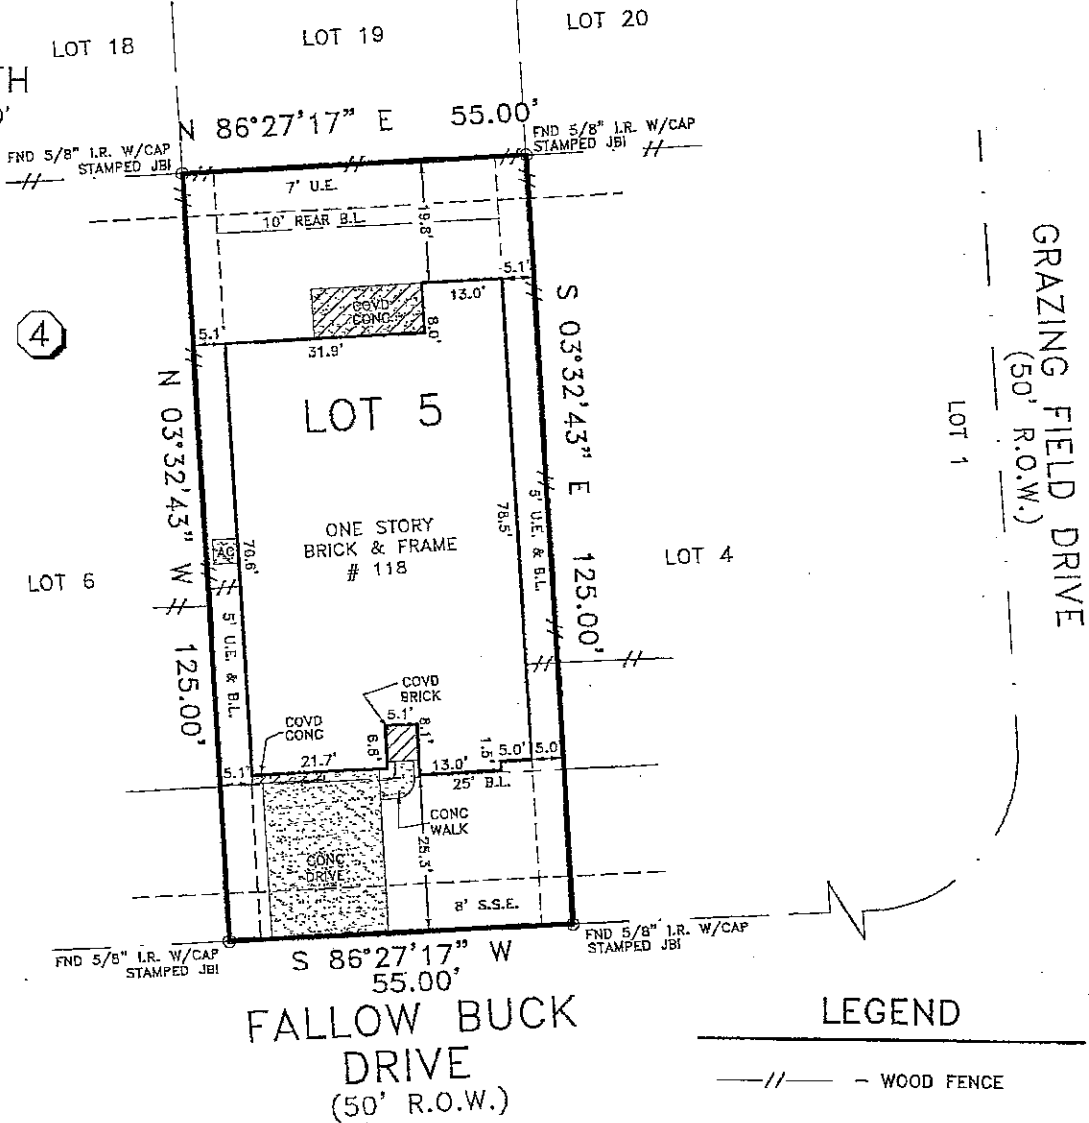 LOT 18
LOT 19
LOT 20
TH
0'
N 86°27'17" E 55.00'
FND 5/8" I.R. W/CAP
STAMPED JBI
FND 5/8" I.R. W/CAP
STAMPED JBI
7' U.E.
10' REAR B.L.
19.8'
5.1'
13.0'
COVD
CONC
8.0'
5.1'
31.9'
4
LOT 5
N 03°32'43" W 125.00'
S 03°32'43" E 125.00'
GRAZING FIELD DRIVE
(50' R.O.W.)
LOT 1
78.5'
5' U.E. & B.L.
ONE STORY
BRICK & FRAME
# 118
AC
70.6'
LOT 6
LOT 4
5' U.E. & B.L.
COVD
BRICK
5.1'
8.1'
COVD
CONC
21.7'
6.8'
1.5'
5.0'
5.0'
5.1'
13.0'
25' B.L.
CONC
WALK
25.3'
CONC
DRIVE
8' S.S.E.
FND 5/8" I.R. W/CAP
STAMPED JBI
FND 5/8" I.R. W/CAP
STAMPED JBI
S 86°27'17" W
55.00'
FALLOW BUCK
DRIVE
(50' R.O.W.)
LEGEND
—//— - WOOD FENCE